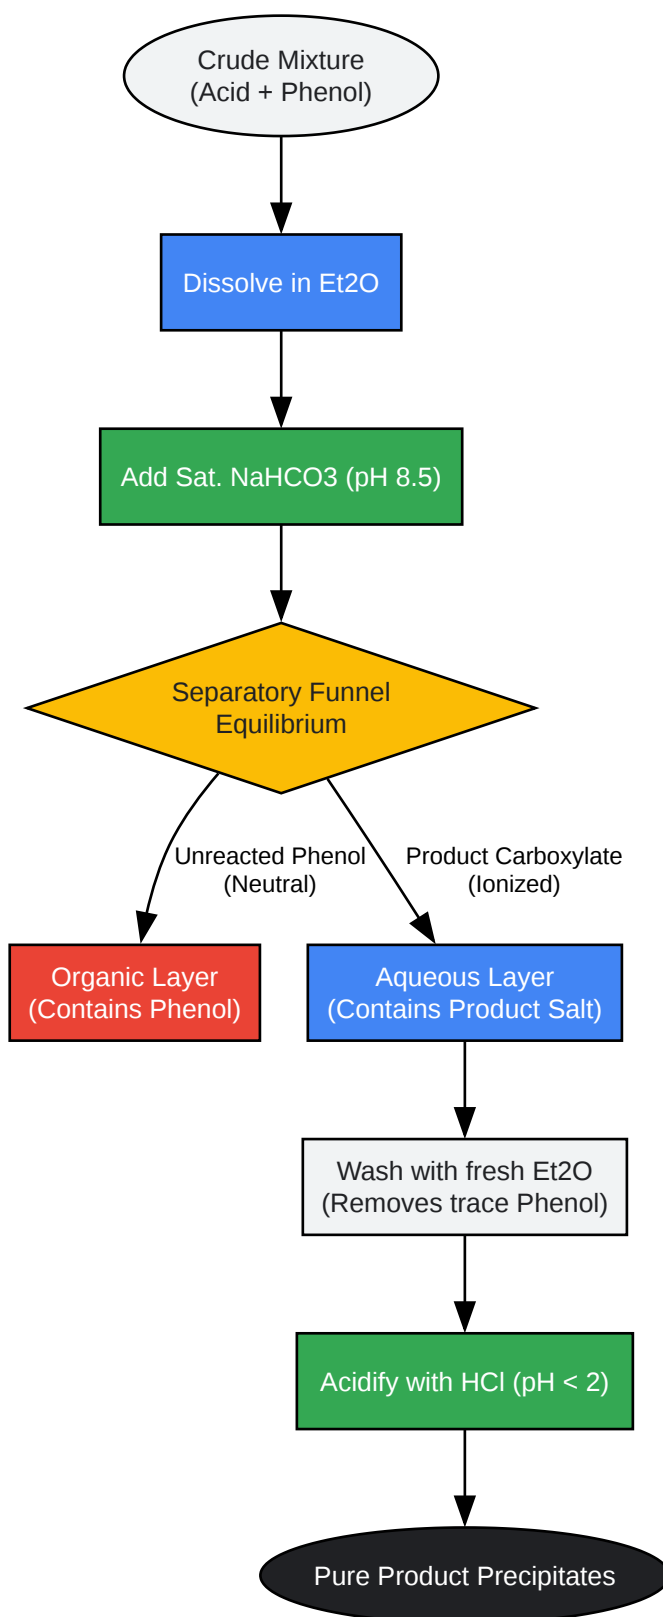 Crude Mixture
(Acid + Phenol)
Dissolve in Et2O
Add Sat. NaHCO3 (pH 8.5)
Separatory Funnel
Equilibrium
Unreacted Phenol
(Neutral)
Product Carboxylate
(Ionized)
Organic Layer
(Contains Phenol)
Aqueous Layer
(Contains Product Salt)
Wash with fresh Et2O
(Removes trace Phenol)
Acidify with HCl (pH < 2)
Pure Product Precipitates